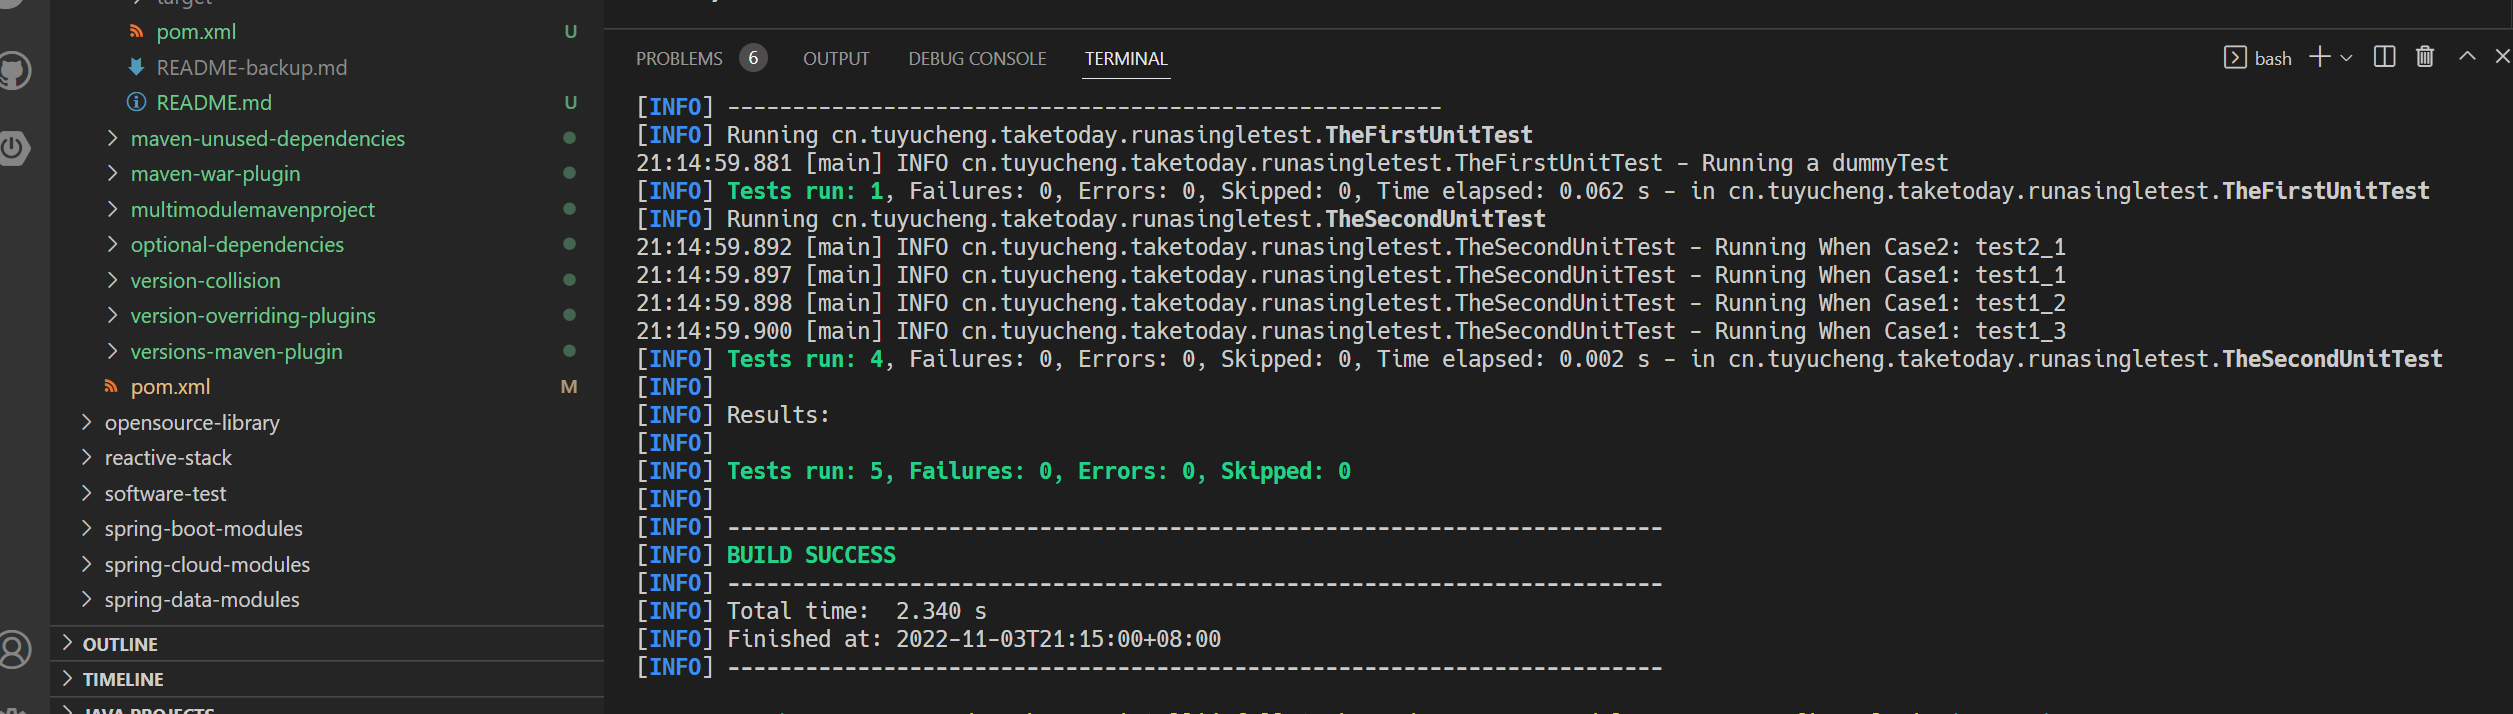 target
pom.xml U
README-backup.md
README.md U
maven-unused-dependencies
maven-war-plugin
multimodulemavenproject
optional-dependencies
version-collision
version-overriding-plugins
versions-maven-plugin
pom.xml M
opensource-library
reactive-stack
software-test
spring-boot-modules
spring-cloud-modules
spring-data-modules
OUTLINE
TIMELINE
JAVA PROJECTS
PROBLEMS 6 OUTPUT DEBUG CONSOLE TERMINAL bash
[INFO] -------------------------------------------------------
[INFO] Running cn.tuyucheng.taketoday.runasingletest.TheFirstUnitTest
21:14:59.881 [main] INFO cn.tuyucheng.taketoday.runasingletest.TheFirstUnitTest - Running a dummyTest
[INFO] Tests run: 1, Failures: 0, Errors: 0, Skipped: 0, Time elapsed: 0.062 s - in cn.tuyucheng.taketoday.runasingletest.TheFirstUnitTest
[INFO] Running cn.tuyucheng.taketoday.runasingletest.TheSecondUnitTest
21:14:59.892 [main] INFO cn.tuyucheng.taketoday.runasingletest.TheSecondUnitTest - Running When Case2: test2_1
21:14:59.897 [main] INFO cn.tuyucheng.taketoday.runasingletest.TheSecondUnitTest - Running When Case1: test1_1
21:14:59.898 [main] INFO cn.tuyucheng.taketoday.runasingletest.TheSecondUnitTest - Running When Case1: test1_2
21:14:59.900 [main] INFO cn.tuyucheng.taketoday.runasingletest.TheSecondUnitTest - Running When Case1: test1_3
[INFO] Tests run: 4, Failures: 0, Errors: 0, Skipped: 0, Time elapsed: 0.002 s - in cn.tuyucheng.taketoday.runasingletest.TheSecondUnitTest
[INFO]
[INFO] Results:
[INFO]
[INFO] Tests run: 5, Failures: 0, Errors: 0, Skipped: 0
[INFO]
[INFO] ------------------------------------------------------------------------
[INFO] BUILD SUCCESS
[INFO] ------------------------------------------------------------------------
[INFO] Total time:  2.340 s
[INFO] Finished at: 2022-11-03T21:15:00+08:00
[INFO] ------------------------------------------------------------------------